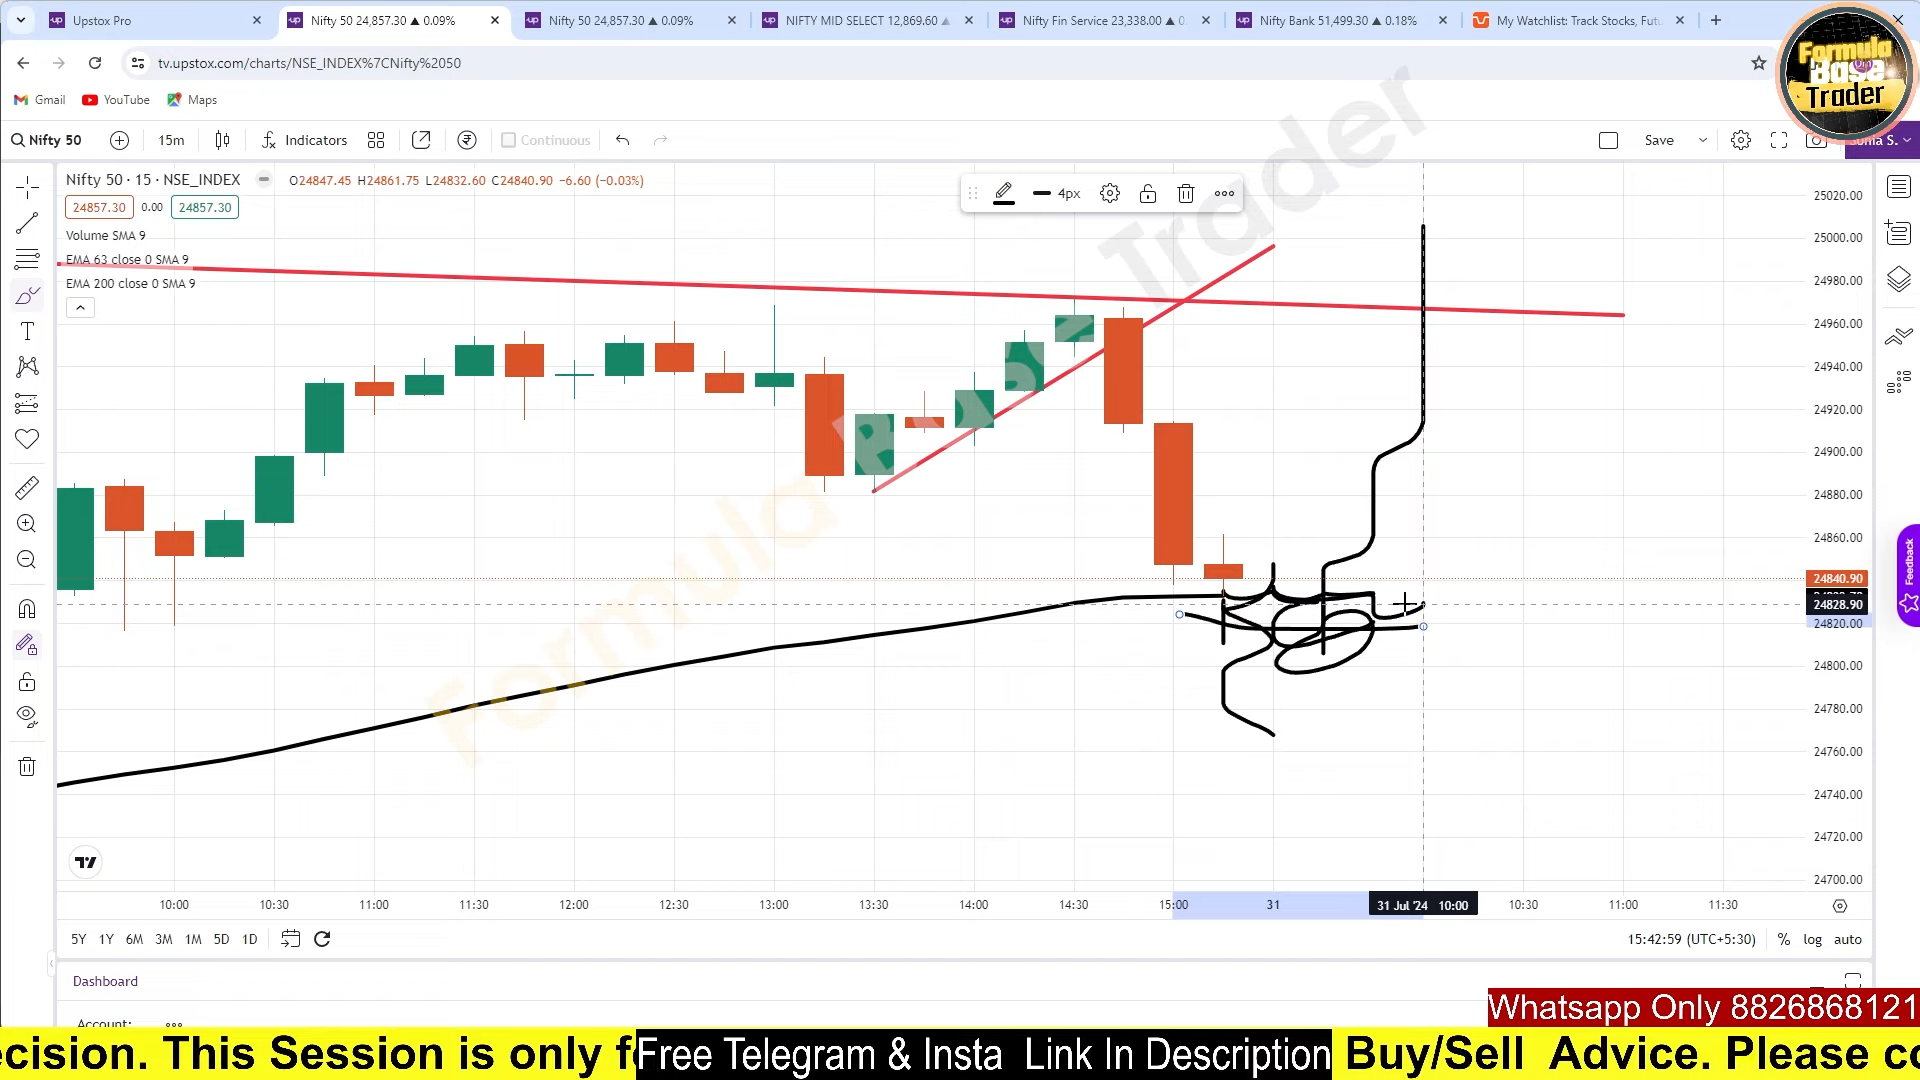 Upstox Pro
Nifty 50 24,857.30 ▲ 0.09%
Nifty 50 24,857.30 ▲ 0.09%
NIFTY MID SELECT 12,869.60
Nifty Fin Service 23,338.00 ▲ 0
Nifty Bank 51,499.30 ▲ 0.18%
My Watchlist: Track Stocks, Futu
tv.upstox.com/charts/NSE_INDEX%7CNifty%2050
Formula
Base
Trader
Gmail
YouTube
Maps
Nifty 50
15m
Indicators
Continuous
Save
Sonia S.
Nifty 50 · 15 · NSE_INDEX
O24847.45 H24861.75 L24832.60 C24840.90 -6.60 (-0.03%)
24857.30
0.00
24857.30
4px
Volume SMA 9
EMA 63 close 0 SMA 9
EMA 200 close 0 SMA 9
Formula Base Trader
25020.00
25000.00
24980.00
24960.00
24940.00
24920.00
24900.00
24880.00
24860.00
24840.90
24828.90
24820.00
24800.00
24780.00
24760.00
24740.00
24720.00
24700.00
Feedback
10:00
10:30
11:00
11:30
12:00
12:30
13:00
13:30
14:00
14:30
15:00
31
31 Jul '24 10:00
10:30
11:00
11:30
5Y
1Y
6M
3M
1M
5D
1D
15:42:59 (UTC+5:30)
%
log
auto
Dashboard
Account:
Whatsapp Only 8826868121
ecision. This Session is only f
Free Telegram & Insta Link In Description
Buy/Sell Advice. Please co